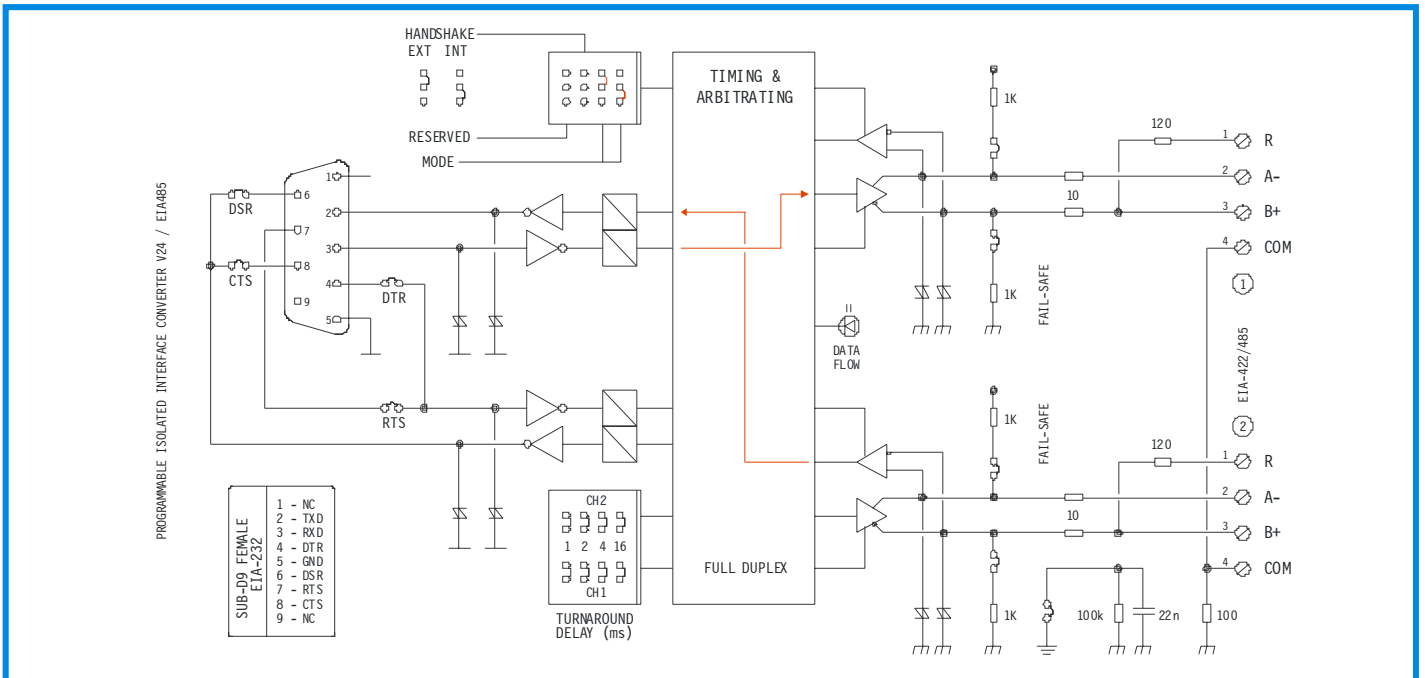 HANDSHAKE
EXT INT
RESERVED
MODE
TIMING &
ARBITRATING
FULL DUPLEX
PROGRAMMABLE ISOLATED INTERFACE CONVERTER V24 / EIA485
DSR
CTS
1
2
3
4
5
6
7
8
9
DTR
RTS
SUB-D9 FEMALE
EIA-232
1 - NC
2 - TXD
3 - RXD
4 - DTR
5 - GND
6 - DSR
7 - RTS
8 - CTS
9 - NC
CH2
1 2 4 16
CH1
TURNAROUND
DELAY (ms)
DATA
FLOW
1K
1K
FAIL-SAFE
120
10
1 R
2 A-
3 B+
4 COM
1
EIA-422/485
2
1K
1K
FAIL-SAFE
120
10
1 R
2 A-
3 B+
4 COM
100k
22n
100